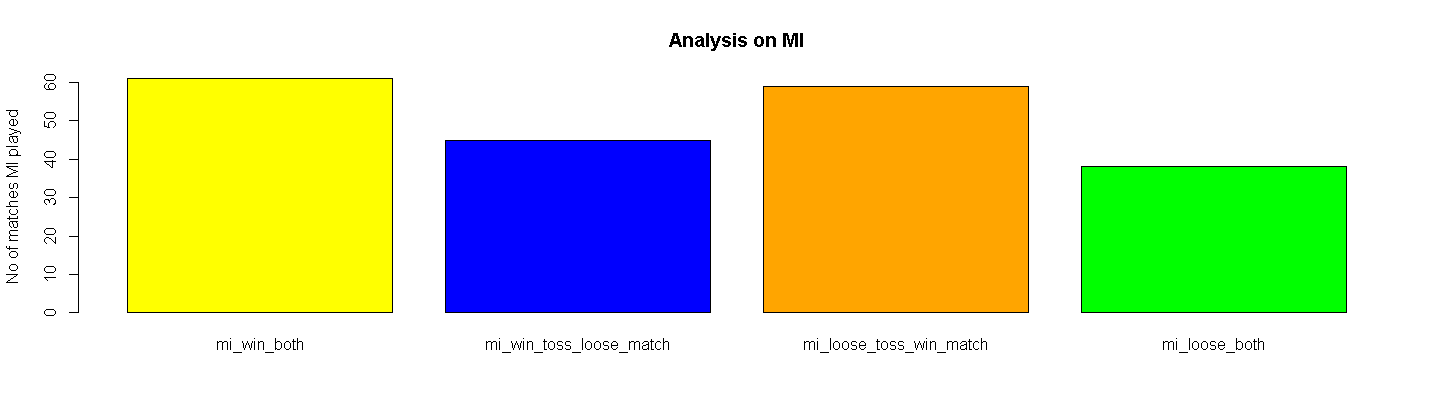 Analysis on MI
No of matches MI played
60
50
40
30
20
10
0
mi_win_both
mi_win_toss_loose_match
mi_loose_toss_win_match
mi_loose_both